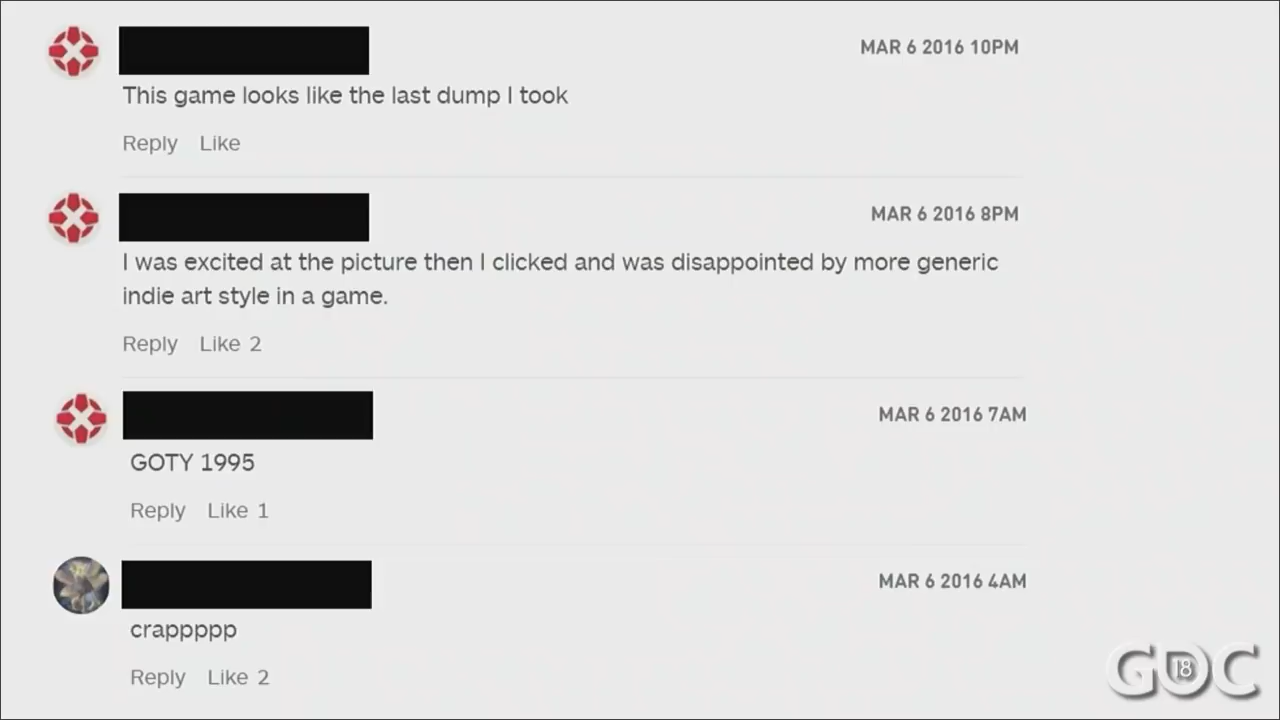 MAR 6 2016 10PM
This game looks like the last dump I took
Reply Like
MAR 6 2016 8PM
I was excited at the picture then I clicked and was disappointed by more generic
indie art style in a game.
Reply Like 2
MAR 6 2016 7AM
GOTY 1995
Reply Like 1
MAR 6 2016 4AM
crappppp
Reply Like 2
GDC
18